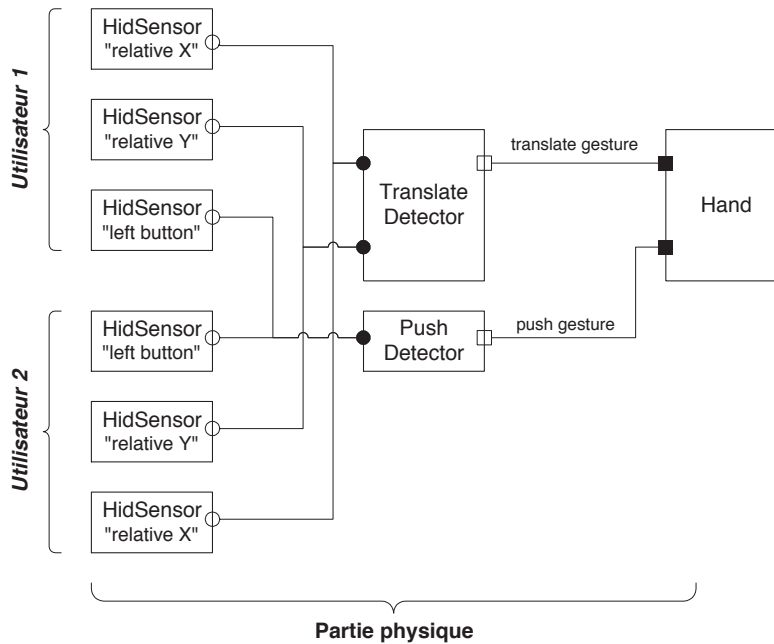 Utilisateur 1
HidSensor
"relative X"
HidSensor
"relative Y"
HidSensor
"left button"
Utilisateur 2
HidSensor
"left button"
HidSensor
"relative Y"
HidSensor
"relative X"
Translate
Detector
Push
Detector
translate gesture
push gesture
Hand
Partie physique